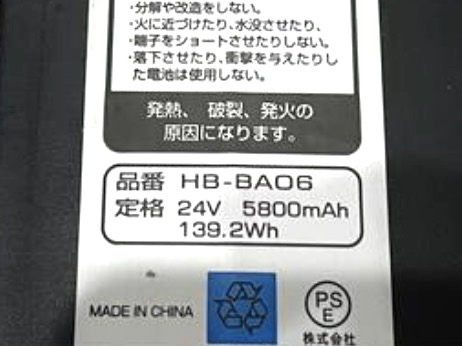 ・分解や改造をしない。
・火に近づけたり、水没させたり、
・端子をショートさせたりしない。
・落下させたり、衝撃を与えたりし
た電池は使用しない。
発熱、破裂、発火の
原因になります。
品番 HB-BA06
定格 24V 5800mAh
139.2Wh
MADE IN CHINA
PS
E
株式会社